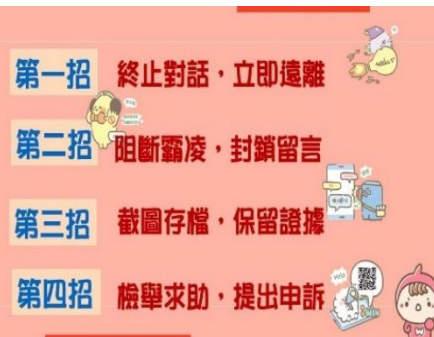 第一招 終止對話，立即遠離
第二招 阻斷霸凌，封鎖留言
第三招 截圖存檔，保留證據
第四招 檢舉求助，提出申訴